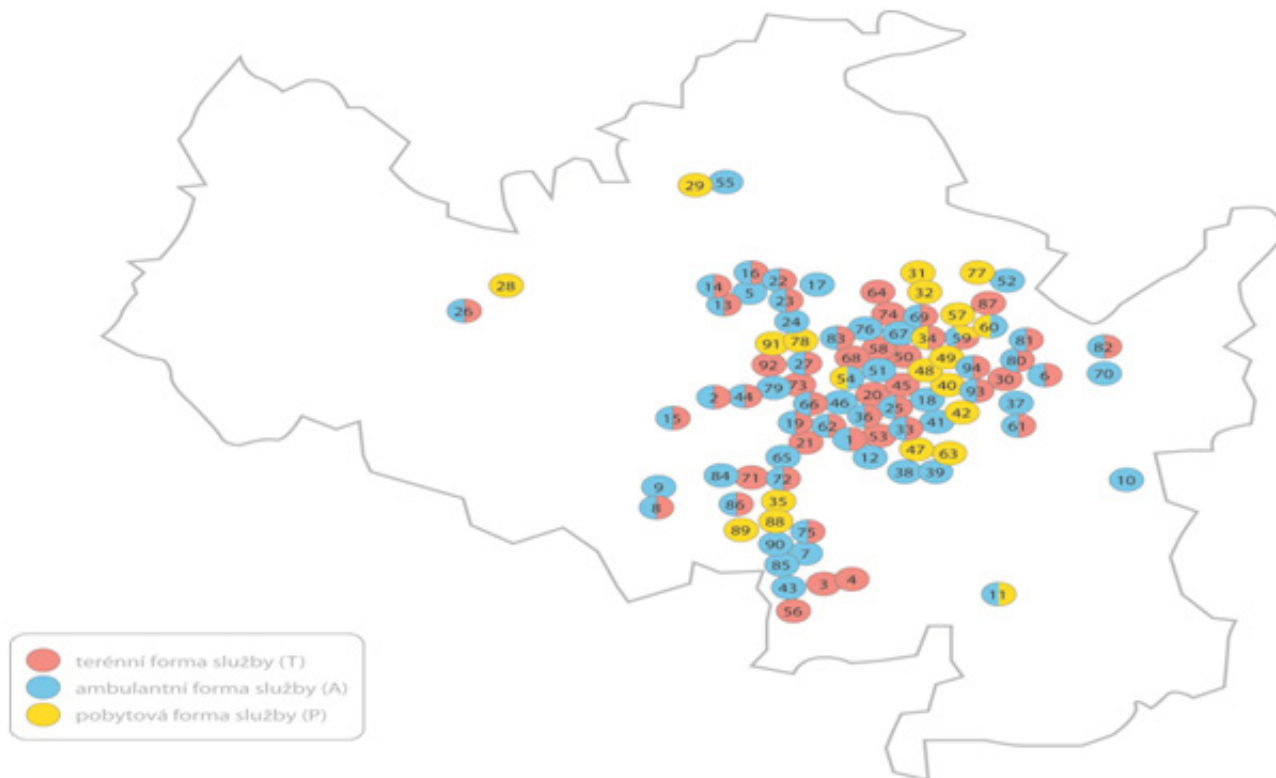 29 55
31 77 52
16 22 17
14 5 64
28 32 87
13 23
26 74 69 57 60
24 76 67
83 34 59 81
91 78 58 82
68 50 49 80
92 27 51 48 94 70
54 30 6
79 73 45 40
2 44 20 93
66 46 18 37
25 42
15 36
19 62 33 41 61
1 53
21
65 12 47 63
84 71 72 38 39 10
9
8 86 35
88
89 75
90 7
85
43 3 4
11
56
terénní forma služby (T)
ambulantní forma služby (A)
pobytová forma služby (P)